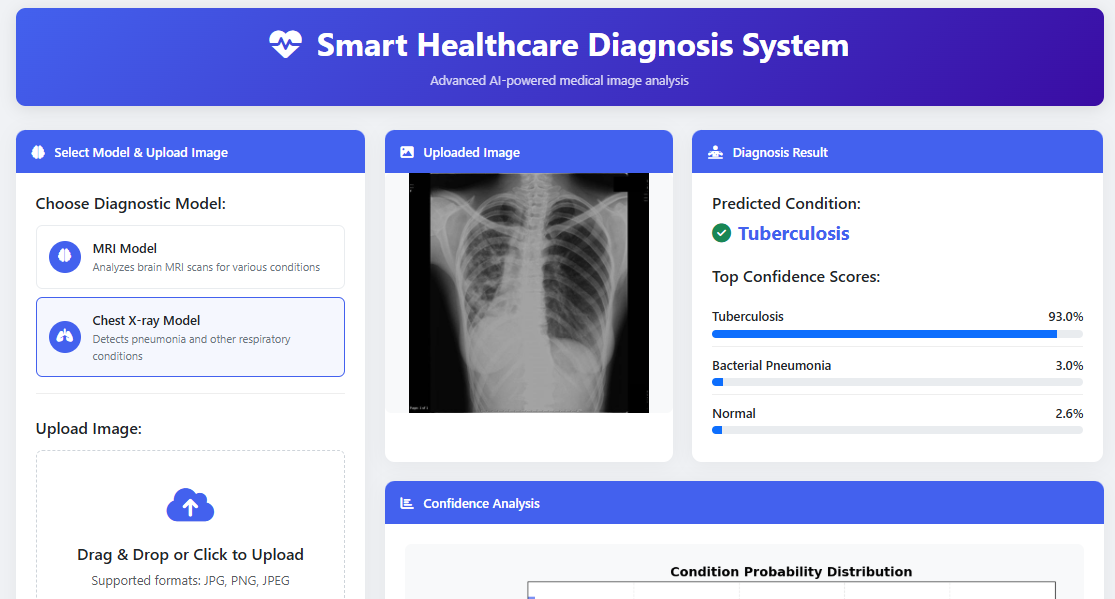 Smart Healthcare Diagnosis System
Advanced AI-powered medical image analysis
Select Model & Upload Image
Choose Diagnostic Model:
MRI Model
Analyzes brain MRI scans for various conditions
Chest X-ray Model
Detects pneumonia and other respiratory
conditions
Upload Image:
Drag & Drop or Click to Upload
Supported formats: JPG, PNG, JPEG
Uploaded Image
Diagnosis Result
Predicted Condition:
Tuberculosis
Top Confidence Scores:
Tuberculosis 93.0%
Bacterial Pneumonia 3.0%
Normal 2.6%
Confidence Analysis
Condition Probability Distribution